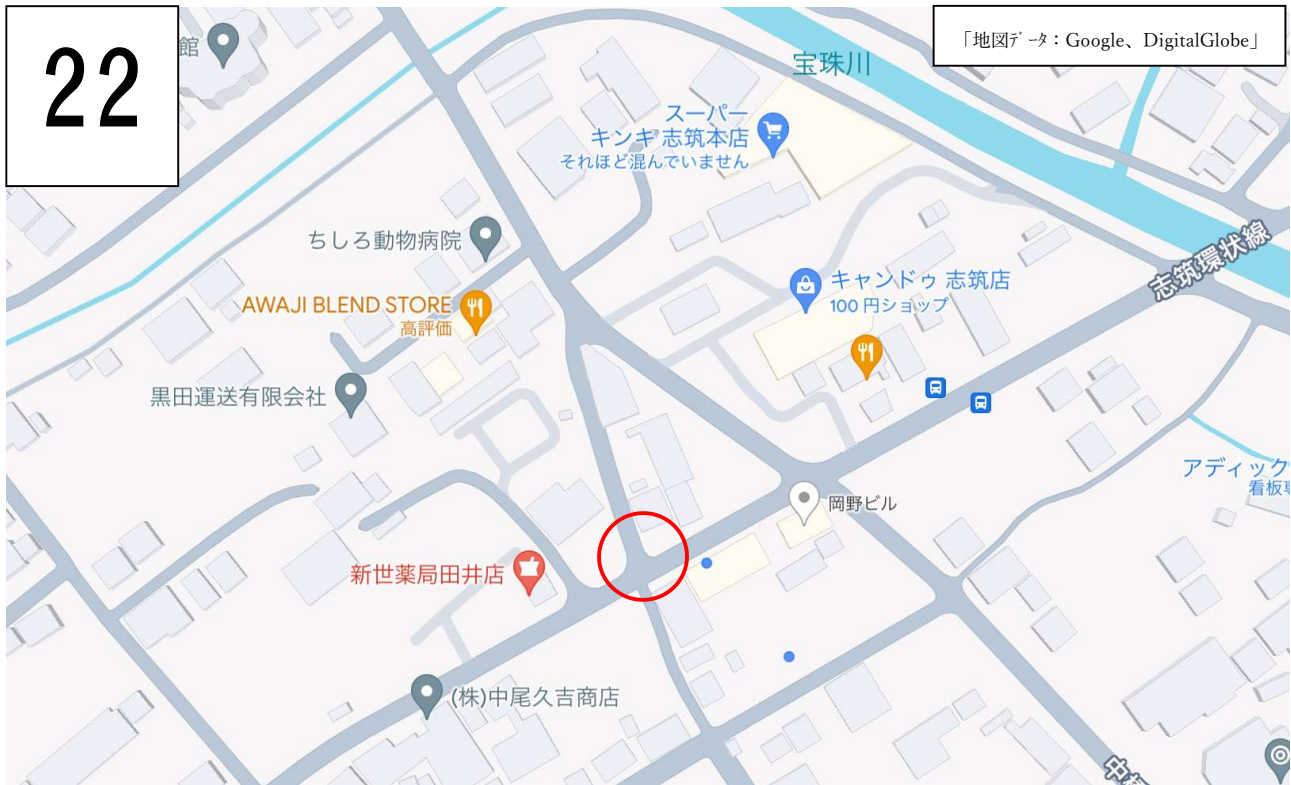 22
館
「地図ﾃﾞｰﾀ：Google、DigitalGlobe」
宝珠川
スーパー
キンキ 志筑本店
それほど混んでいません
ちしろ動物病院
志筑環状線
キャンドゥ 志筑店
100 円ショップ
AWAJI BLEND STORE
高評価
黒田運送有限会社
アディック
看板専
岡野ビル
新世薬局田井店
(株)中尾久吉商店